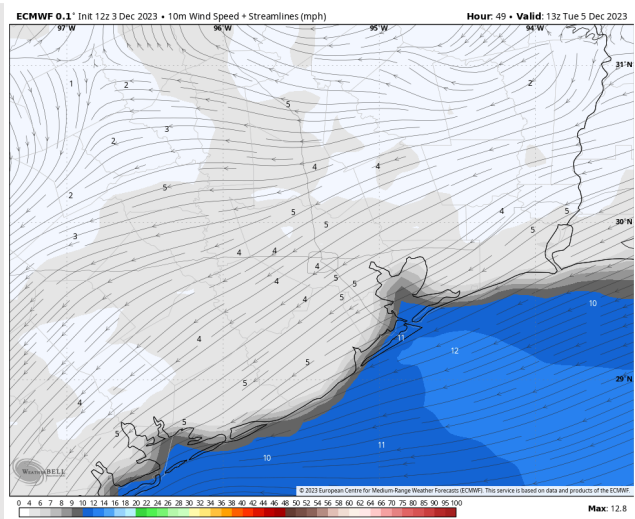 ECMWF 0.1° Init 12z 3 Dec 2023 • 10m Wind Speed + Streamlines (mph)
Hour: 49 • Valid: 13z Tue 5 Dec 2023
97°W 96°W 95°W 94°W
31°N
1 2 2
5
3
2
4 4
5
2
5 4 5
5 5
30°N
3
4 4
4 5
4 5 5
4
10
11
4 12
5
5 29°N
4
5
5
11
10
WEATHERBELL
© 2023 European Centre for Medium-Range Weather Forecasts (ECMWF). This service is based on data and products of the ECMWF.
0 4 6 7 8 9 10 12 14 16 18 20 22 24 26 28 30 32 34 36 38 40 42 44 46 48 50 52 54 56 58 60 62 64 66 68 70 75 80 85 90 95 100
Max: 12.8